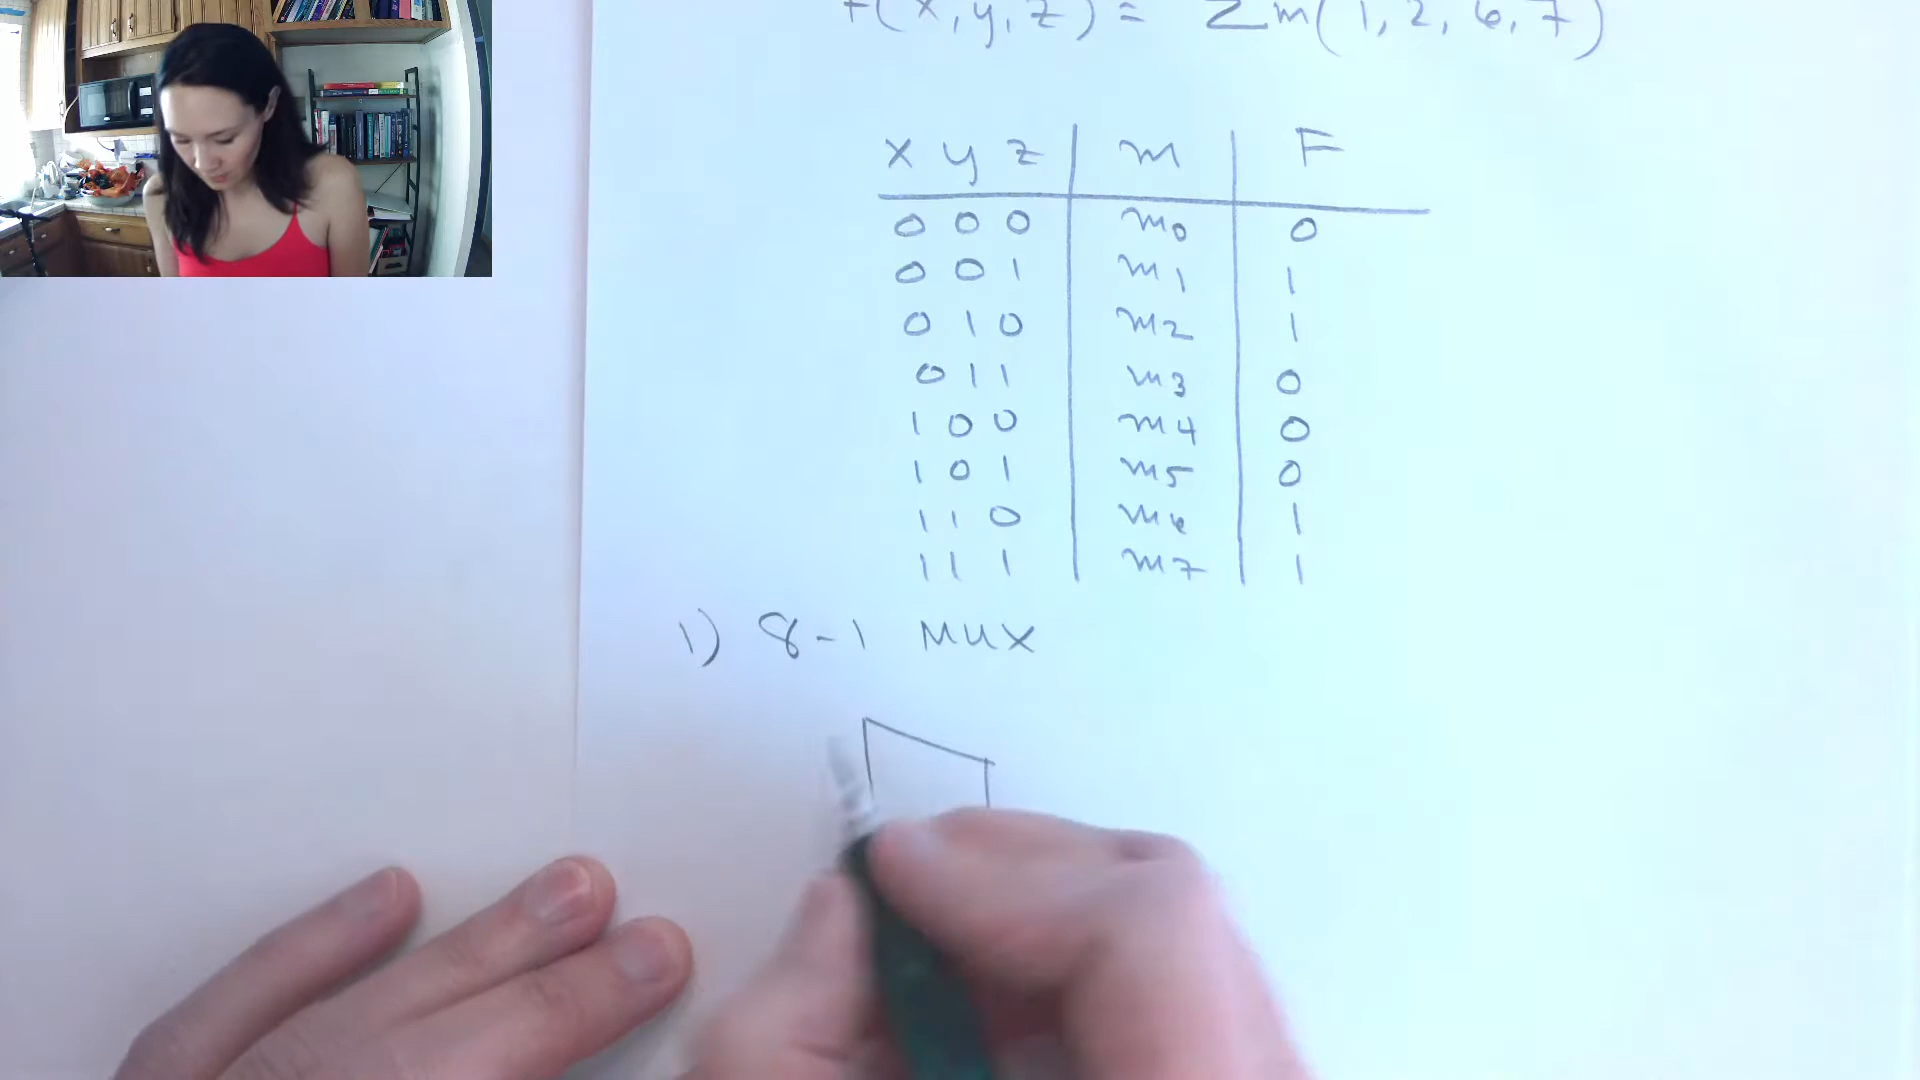 F(x,y,z) = Σm(1,2,6,7)
x y z m F
0 0 0 m0 0
0 0 1 m1 1
0 1 0 m2 1
0 1 1 m3 0
1 0 0 m4 0
1 0 1 m5 0
1 1 0 m6 1
1 1 1 m7 1
1) 8-1 MUX